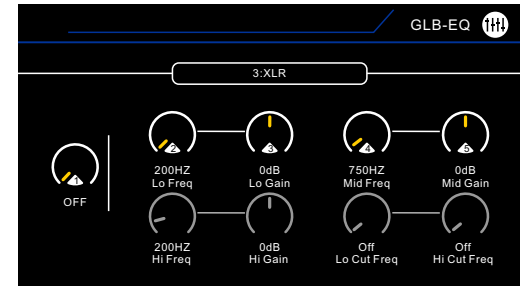 GLB-EQ
3:XLR
2 3 4 5
200HZ 0dB 750HZ 0dB
Lo Freq Lo Gain Mid Freq Mid Gain
1
OFF
200HZ 0dB Off Off
Hi Freq Hi Gain Lo Cut Freq Hi Cut Freq